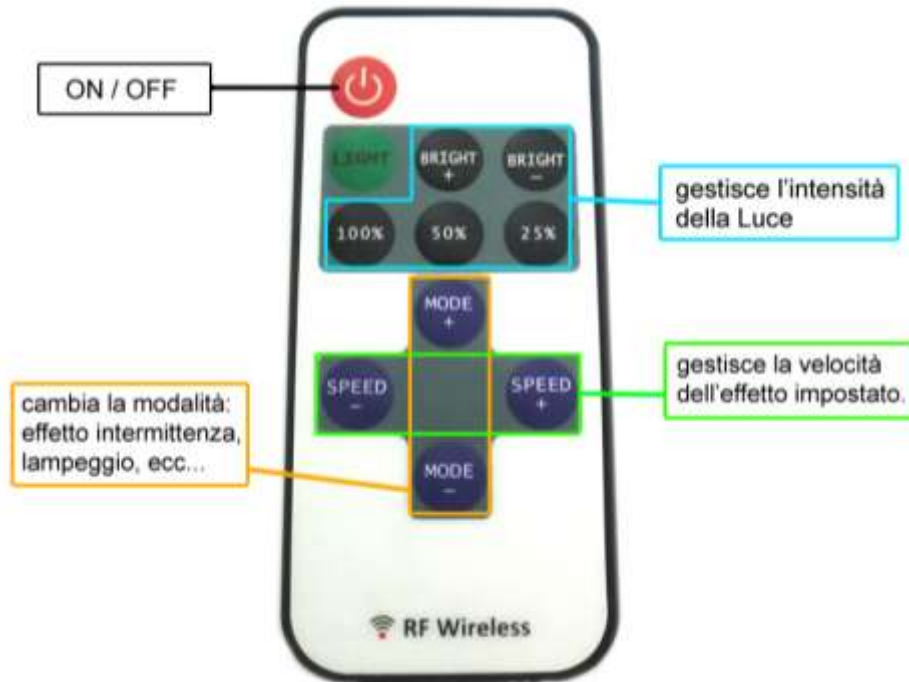 ON / OFF
LIGHT
BRIGHT
+
BRIGHT
-
100%
50%
25%
gestisce l'intensità
della Luce
MODE
+
SPEED
-
SPEED
+
gestisce la velocità
dell'effetto impostato.
cambia la modalità:
effetto intermittenza,
lampeggio, ecc...
MODE
-
RF Wireless